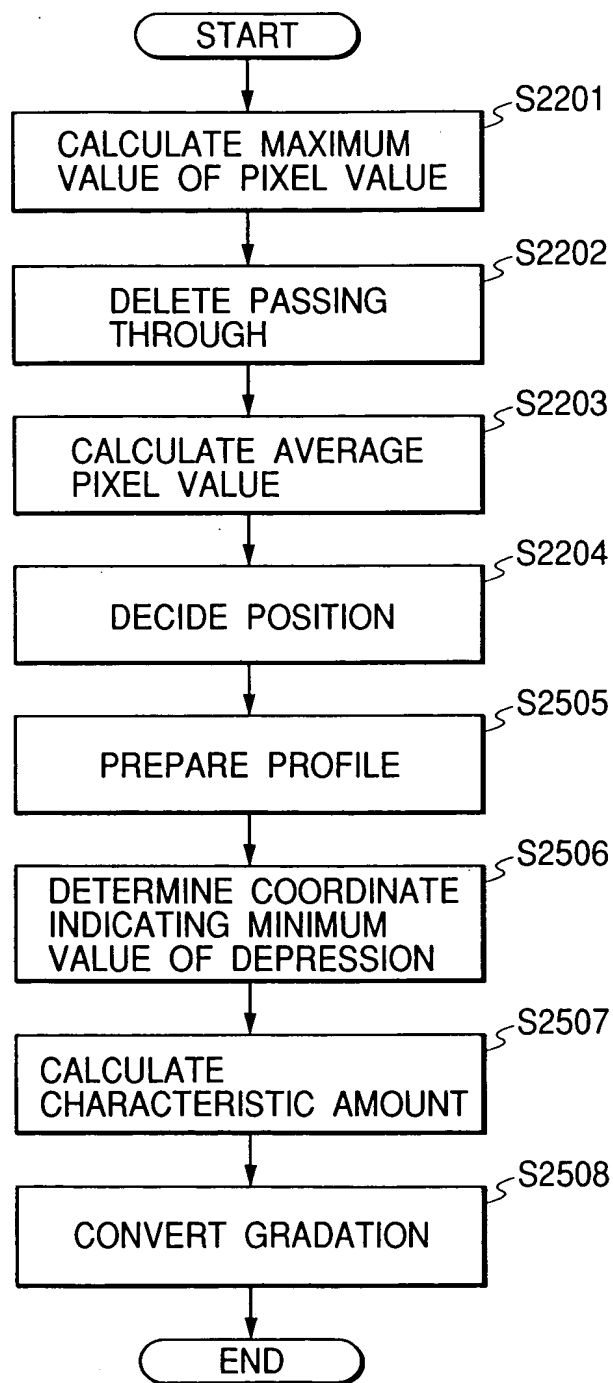 START
S2201
CALCULATE MAXIMUM
VALUE OF PIXEL VALUE
S2202
DELETE PASSING
THROUGH
S2203
CALCULATE AVERAGE
PIXEL VALUE
S2204
DECIDE POSITION
S2505
PREPARE PROFILE
S2506
DETERMINE COORDINATE
INDICATING MINIMUM
VALUE OF DEPRESSION
S2507
CALCULATE
CHARACTERISTIC AMOUNT
S2508
CONVERT GRADATION
END